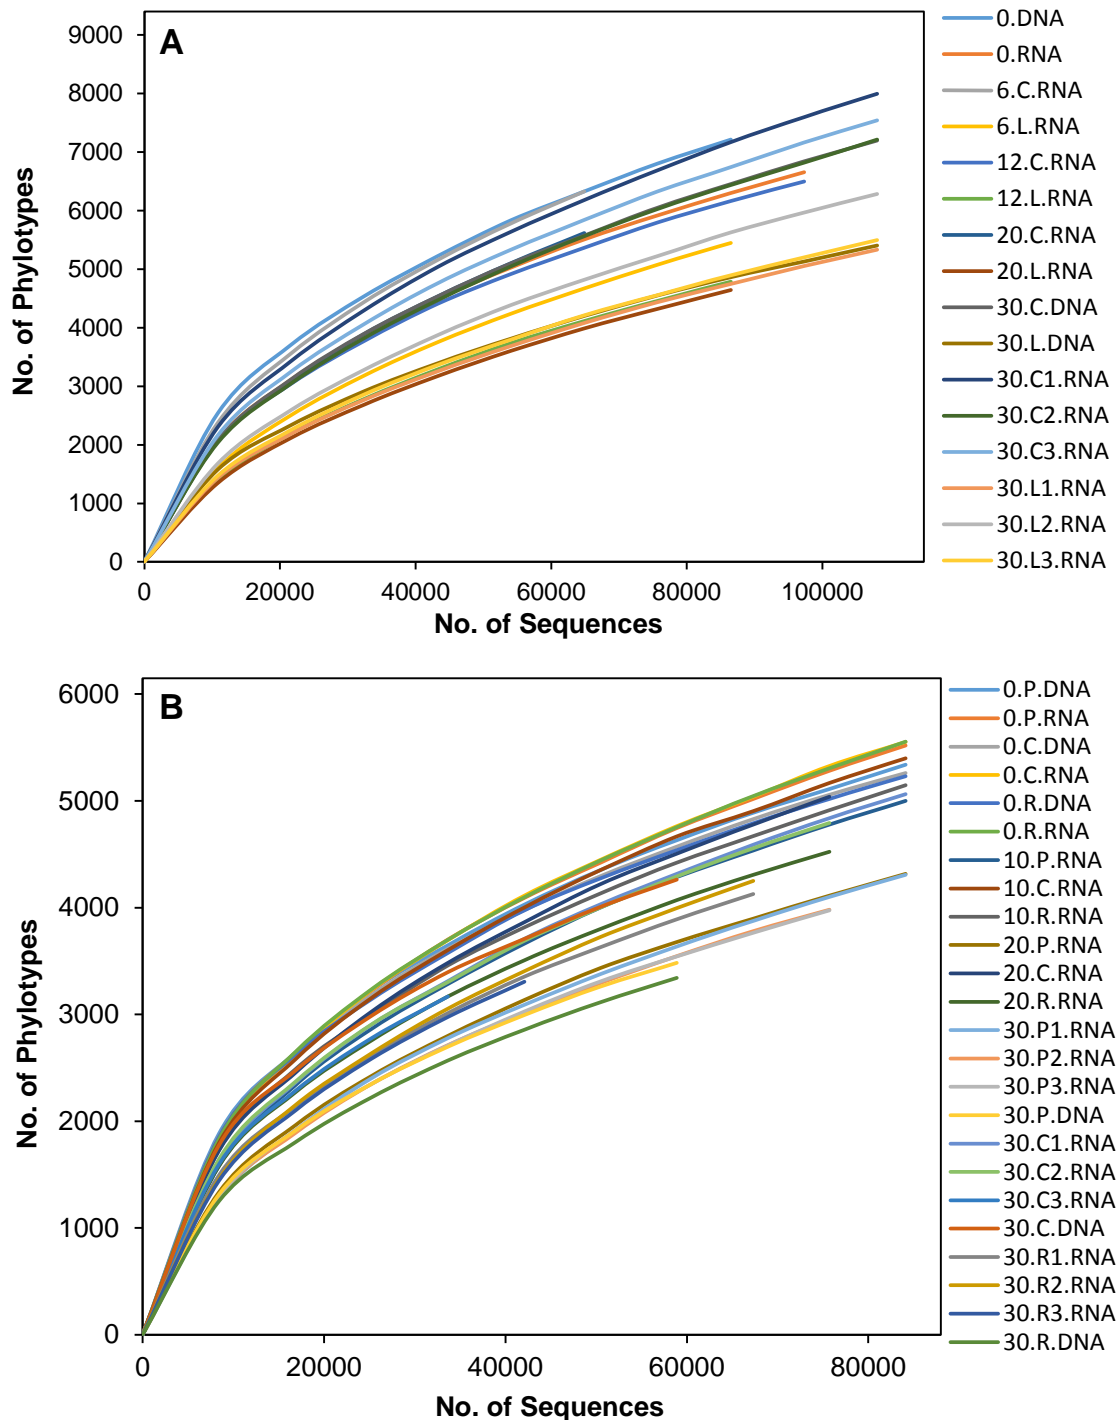 A
No. of Phylotypes
9000
8000
7000
6000
5000
4000
3000
2000
1000
0
0 20000 40000 60000 80000 100000
No. of Sequences
0.DNA
0.RNA
6.C.RNA
6.L.RNA
12.C.RNA
12.L.RNA
20.C.RNA
20.L.RNA
30.C.DNA
30.L.DNA
30.C1.RNA
30.C2.RNA
30.C3.RNA
30.L1.RNA
30.L2.RNA
30.L3.RNA
B
No. of Phylotypes
6000
5000
4000
3000
2000
1000
0
0 20000 40000 60000 80000
No. of Sequences
0.P.DNA
0.P.RNA
0.C.DNA
0.C.RNA
0.R.DNA
0.R.RNA
10.P.RNA
10.C.RNA
10.R.RNA
20.P.RNA
20.C.RNA
20.R.RNA
30.P1.RNA
30.P2.RNA
30.P3.RNA
30.P.DNA
30.C1.RNA
30.C2.RNA
30.C3.RNA
30.C.DNA
30.R1.RNA
30.R2.RNA
30.R3.RNA
30.R.DNA